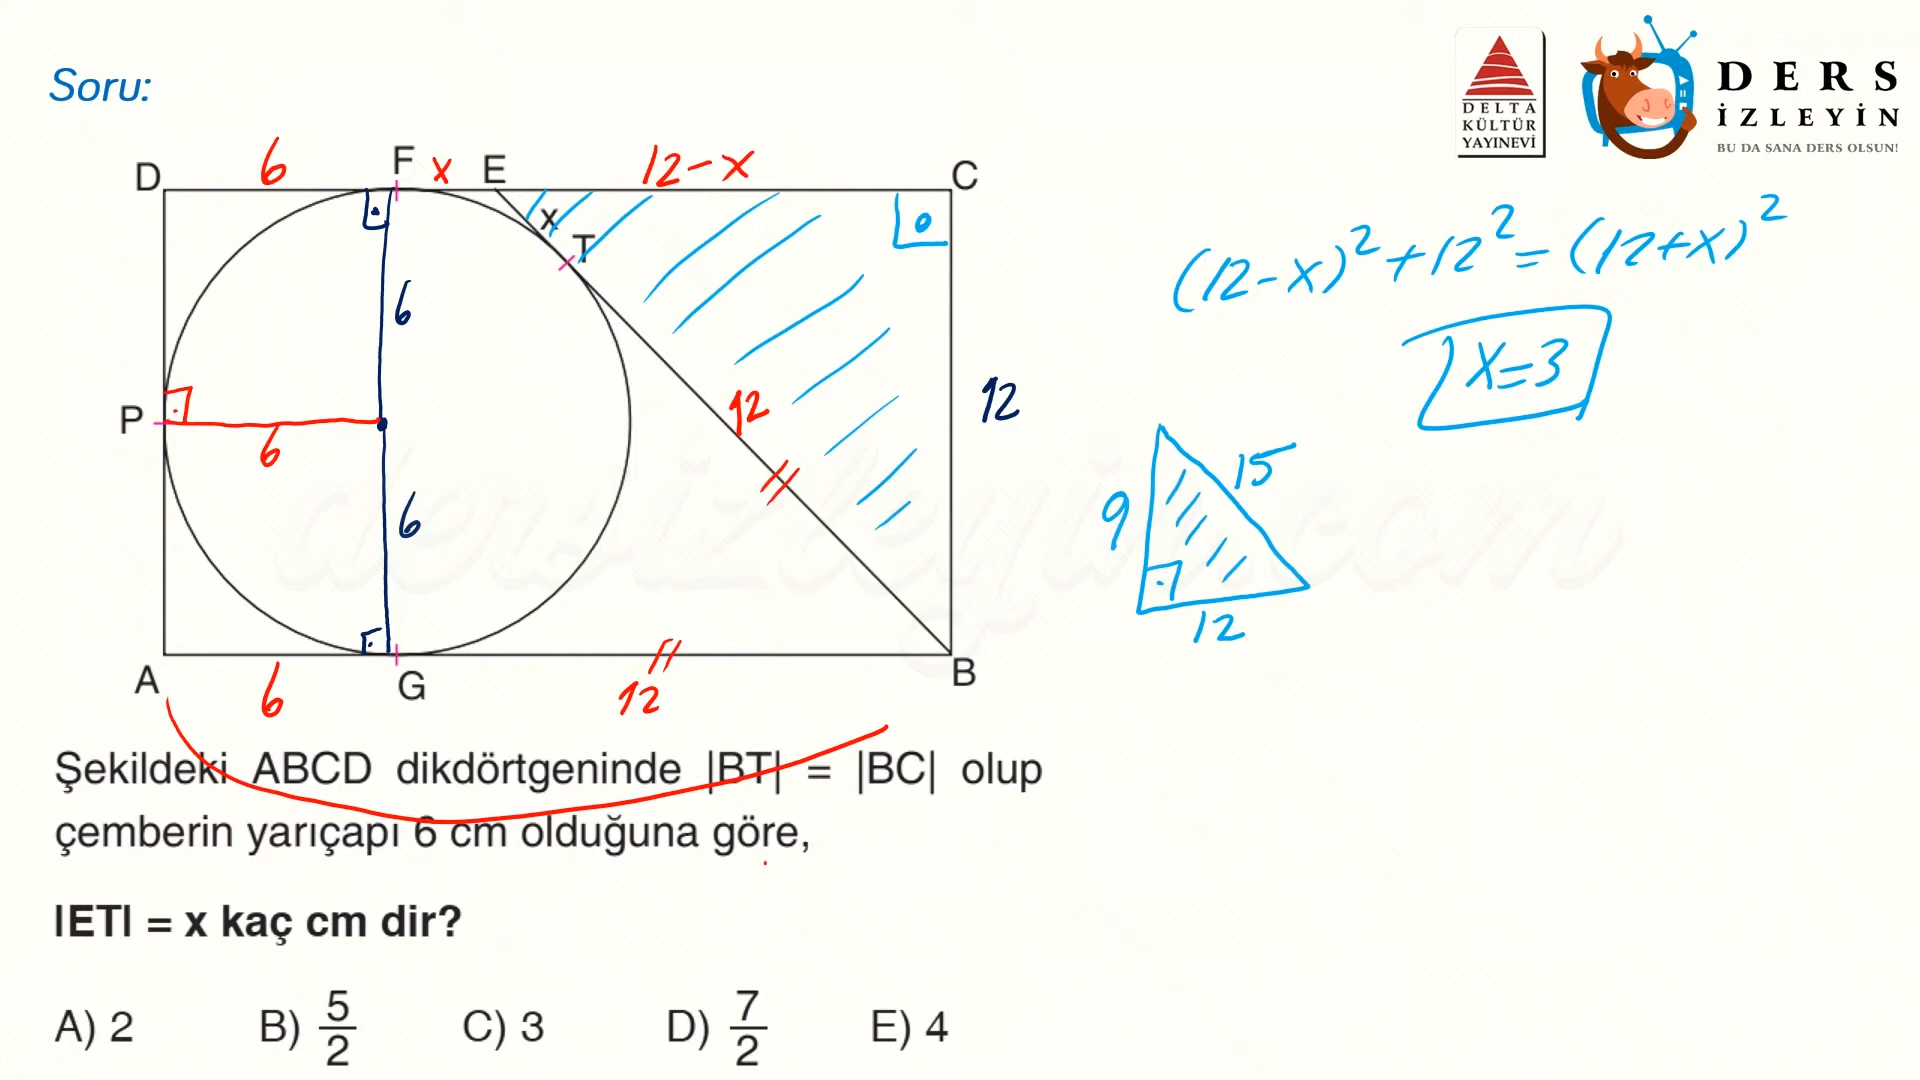 Soru:
DELTA
KÜLTÜR
YAYINEVİ
DERS
İZLEYİN
BU DA SANA DERS OLSUN!
D 6 F x E 12-x C
x
T
6
P 6 12 12
6
A 6 G 12 B
(12-x)²+12²=(12+x)²
x=3
15
9
12
dersizleyin.com
Şekildeki ABCD dikdörtgeninde |BT| = |BC| olup
çemberin yarıçapı 6 cm olduğuna göre,
|ET| = x kaç cm dir?
A) 2 B) 5/2 C) 3 D) 7/2 E) 4